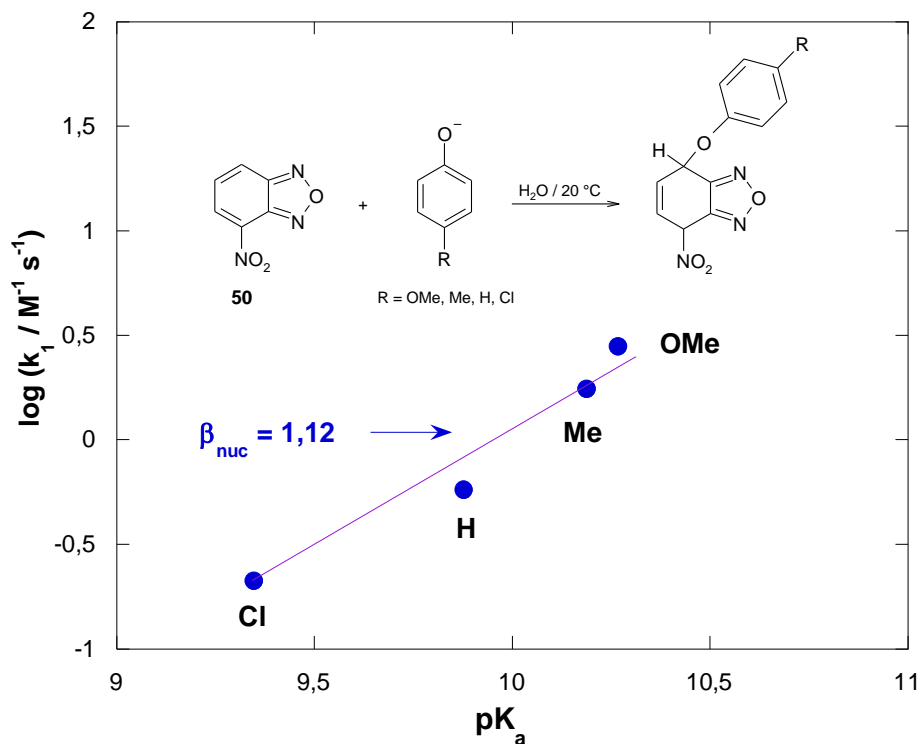 2
1,5
1
0,5
0
-0,5
-1
log (k₁ / M⁻¹ s⁻¹)
R
O⁻
O
H
N
O
N
N
O
N
+
H₂O / 20 °C
NO₂
R
NO₂
50
R = OMe, Me, H, Cl
OMe
Me
β_nuc = 1,12
H
Cl
9
9,5
10
10,5
11
pKₐ